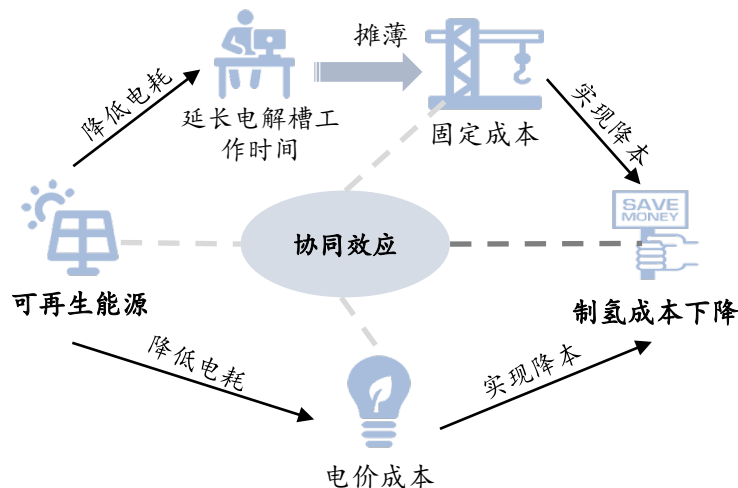 摊薄
降低电耗
延长电解槽工
作时间
固定成本
实现降本
SAVE
MONEY
协同效应
可再生能源
制氢成本下降
降低电耗
实现降本
电价成本